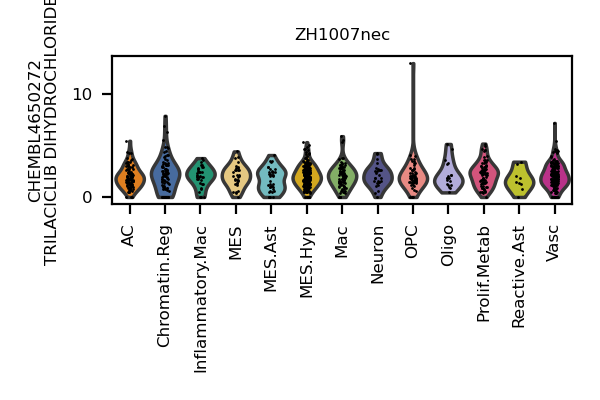 ZH1007nec
CHEMBL4650272
TRILACICLIB DIHYDROCHLORIDE
10
0
AC
Chromatin.Reg
Inflammatory.Mac
MES
MES.Ast
MES.Hyp
Mac
Neuron
OPC
Oligo
Prolif.Metab
Reactive.Ast
Vasc